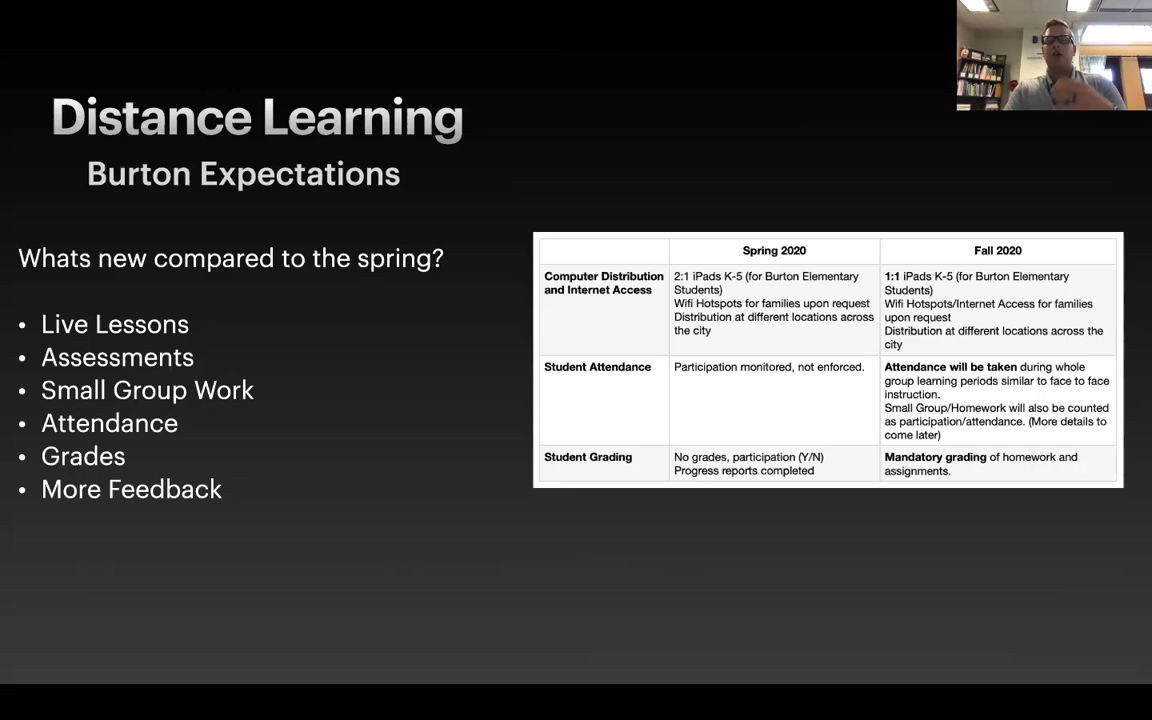 Distance Learning
Burton Expectations
Whats new compared to the spring?
• Live Lessons
• Assessments
• Small Group Work
• Attendance
• Grades
• More Feedback
Spring 2020
Fall 2020
Computer Distribution
and Internet Access
2:1 iPads K-5 (for Burton Elementary
Students)
Wifi Hotspots for families upon request
Distribution at different locations across
the city
1:1 iPads K-5 (for Burton Elementary
Students)
Wifi Hotspots/Internet Access for families
upon request
Distribution at different locations across the
city
Student Attendance
Participation monitored, not enforced.
Attendance will be taken during whole
group learning periods similar to face to face
instruction.
Small Group/Homework will also be counted
as participation/attendance. (More details to
come later)
Student Grading
No grades, participation (Y/N)
Progress reports completed
Mandatory grading of homework and
assignments.